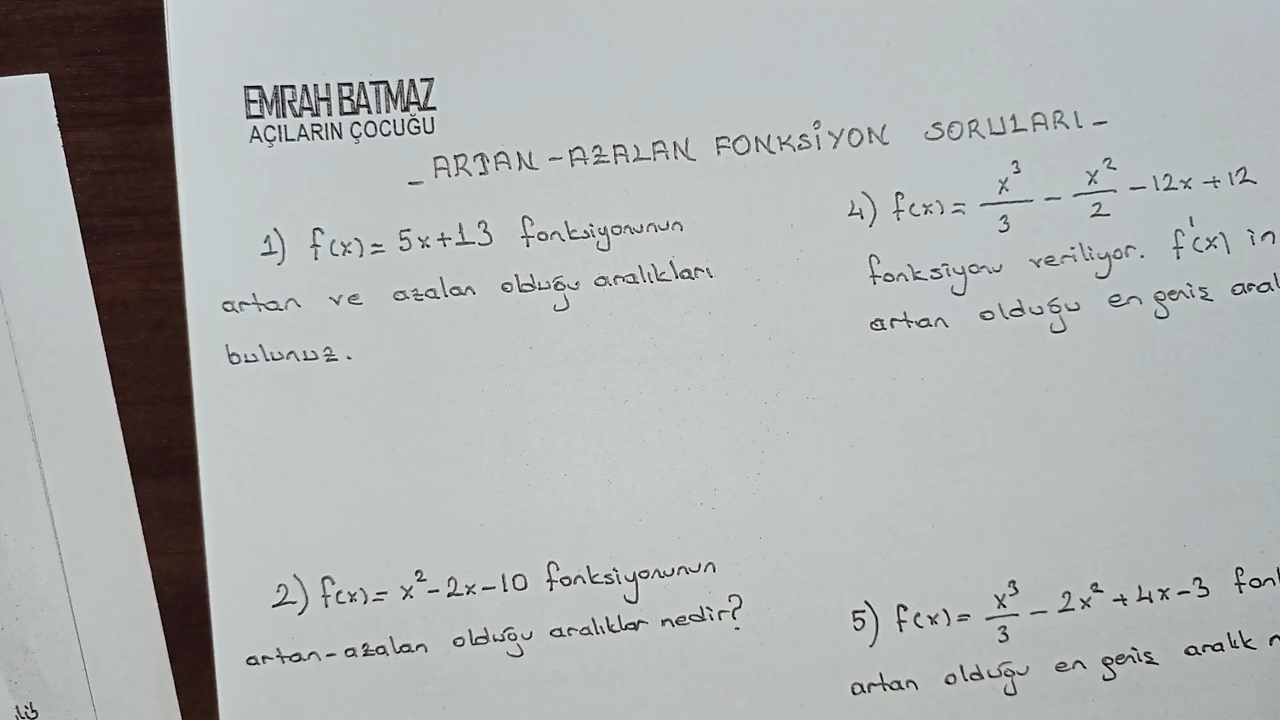 EMRAH BATMAZ
AÇILARIN ÇOCUĞU
- ARTAN - AZALAN FONKSİYON SORULARI -
1) f(x) = 5x+13 fonksiyonunun
artan ve azalan olduğu aralıkları
bulunuz.
2) f(x) = x² - 2x - 10 fonksiyonunun
artan-azalan olduğu aralıklar nedir?
4) f(x) = x³/3 - x²/2 - 12x + 12
fonksiyonu veriliyor. f'(x) in
artan olduğu en geniş
5) f(x) = x³/3 - 2x² + 4x - 3
artan olduğu en geniş aralık